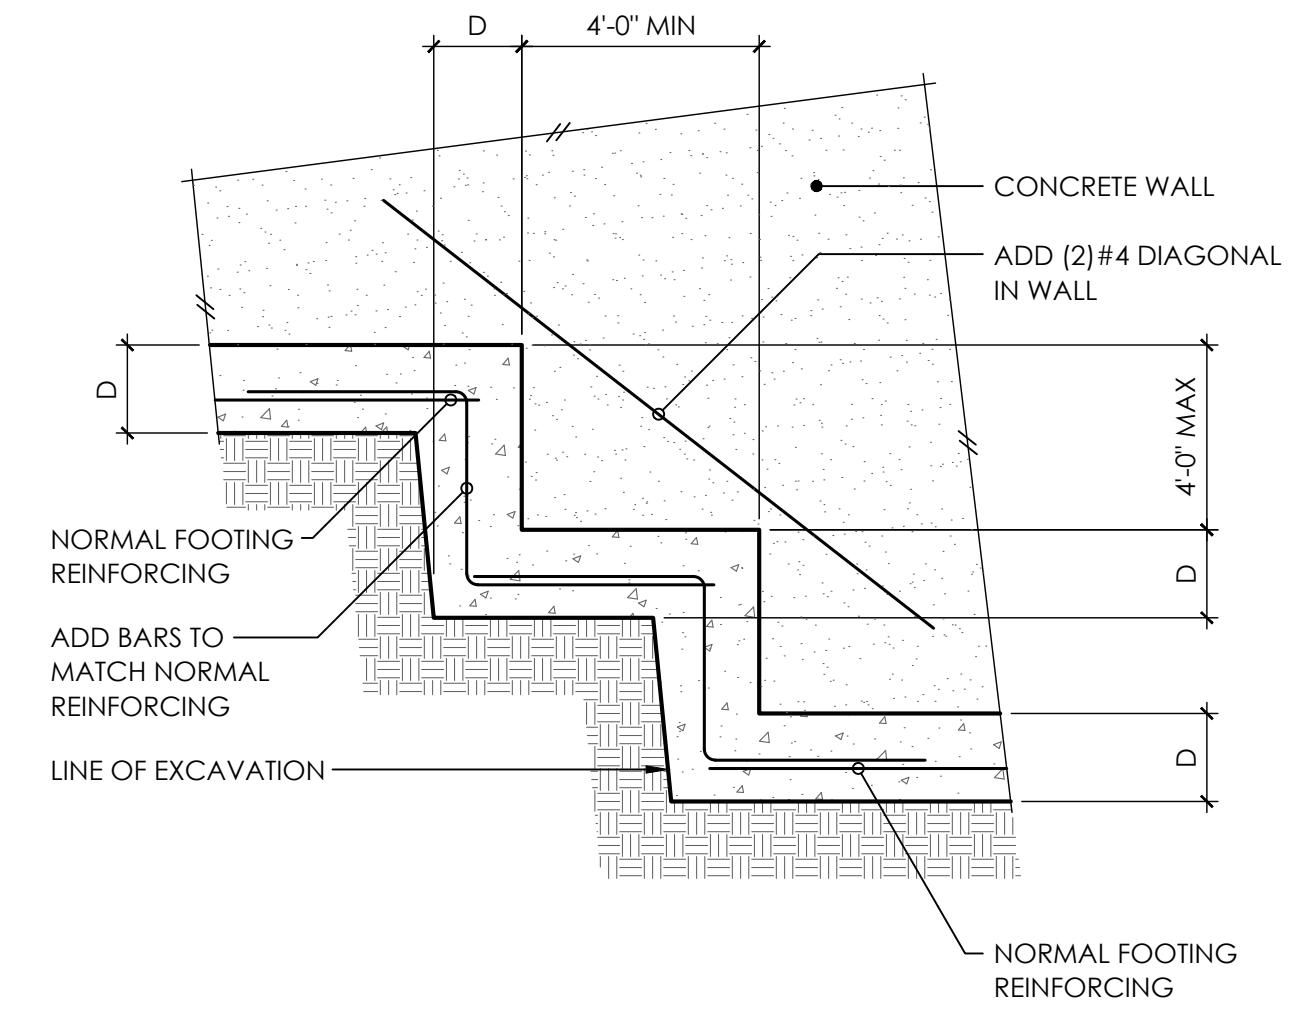 D
4'-0" MIN
CONCRETE WALL
ADD (2)#4 DIAGONAL
IN WALL
D
4'-0" MAX
NORMAL FOOTING
REINFORCING
D
ADD BARS TO
MATCH NORMAL
REINFORCING
LINE OF EXCAVATION
D
NORMAL FOOTING
REINFORCING